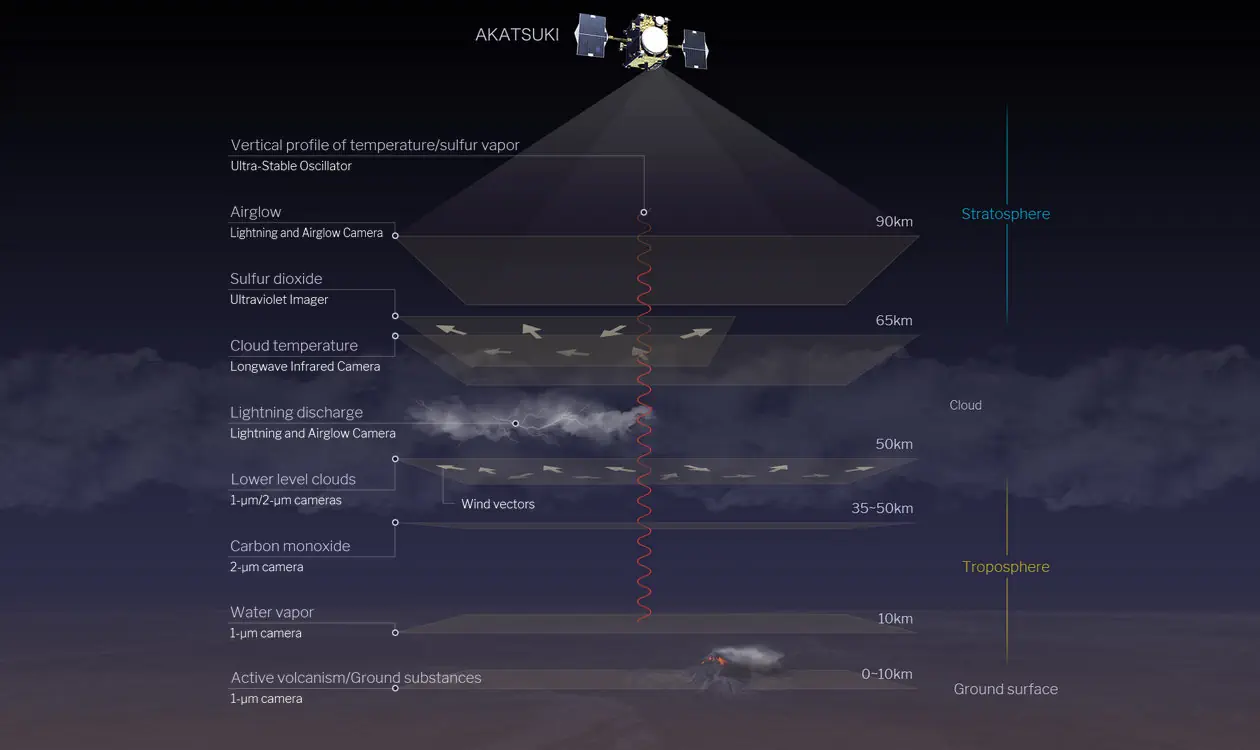 AKATSUKI
Vertical profile of temperature/sulfur vapor
Ultra-Stable Oscillator
Airglow
Lightning and Airglow Camera
90km
Stratosphere
Sulfur dioxide
Ultraviolet Imager
65km
Cloud temperature
Longwave Infrared Camera
Cloud
Lightning discharge
Lightning and Airglow Camera
50km
Lower level clouds
1-μm/2-μm cameras
Wind vectors
35~50km
Carbon monoxide
2-μm camera
Troposphere
Water vapor
1-μm camera
10km
Active volcanism/Ground substances
1-μm camera
0~10km
Ground surface